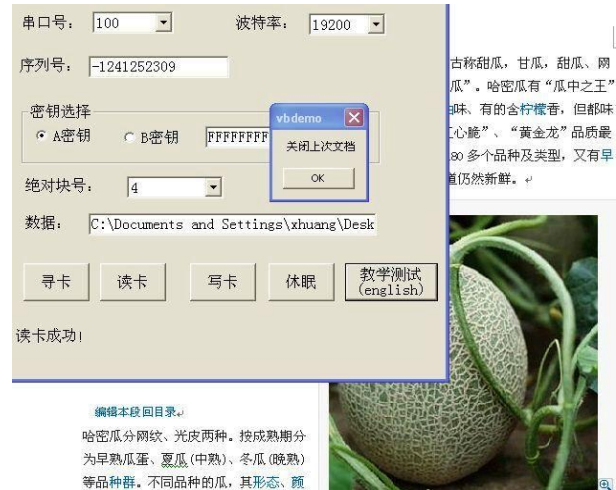 串口号: 100
波特率: 19200
序列号: -1241252309
密钥选择
A密钥
B密钥
FFFFFFFF
vbdemo
关闭上次文档
OK
绝对块号: 4
数据: C:\Documents and Settings\xhuang\Desk
寻卡
读卡
写卡
休眠
教学测试
(english)
读卡成功!
古称甜瓜, 甘瓜, 甜瓜、网
瓜”。哈密瓜有“瓜中之王”
味、有的含柠檬香, 但都味
心脆”、“黄金龙”品质最
80 多个品种及类型, 又有早
道仍然新鲜。
编辑本段回目录
哈密瓜分网纹、光皮两种。按成熟期分
为早熟瓜蛋、夏瓜(中熟)、冬瓜(晚熟)
等品种群。不同品种的瓜, 其形态、颜